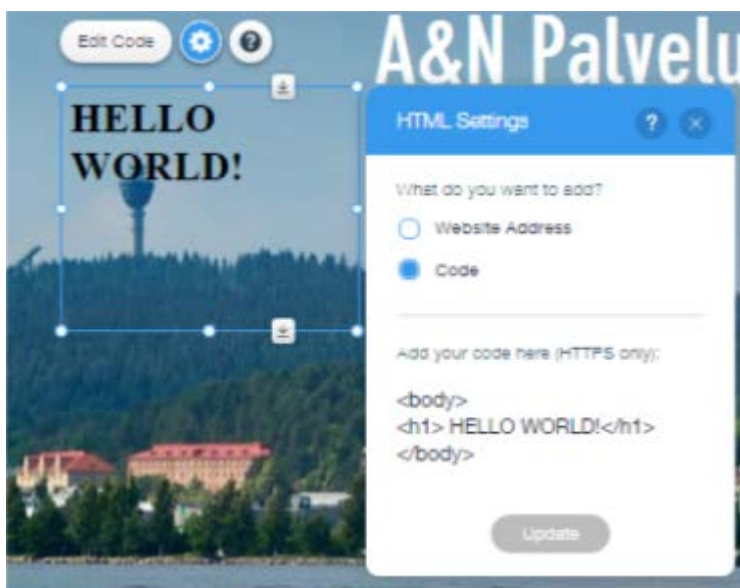 Edit Code
?
A&N Palvelu
HELLO
WORLD!
HTML Settings
?
What do you want to add?
Website Address
Code
Add your code here (HTTPS only):
<body>
<h1> HELLO WORLD!</h1>
</body>
Update